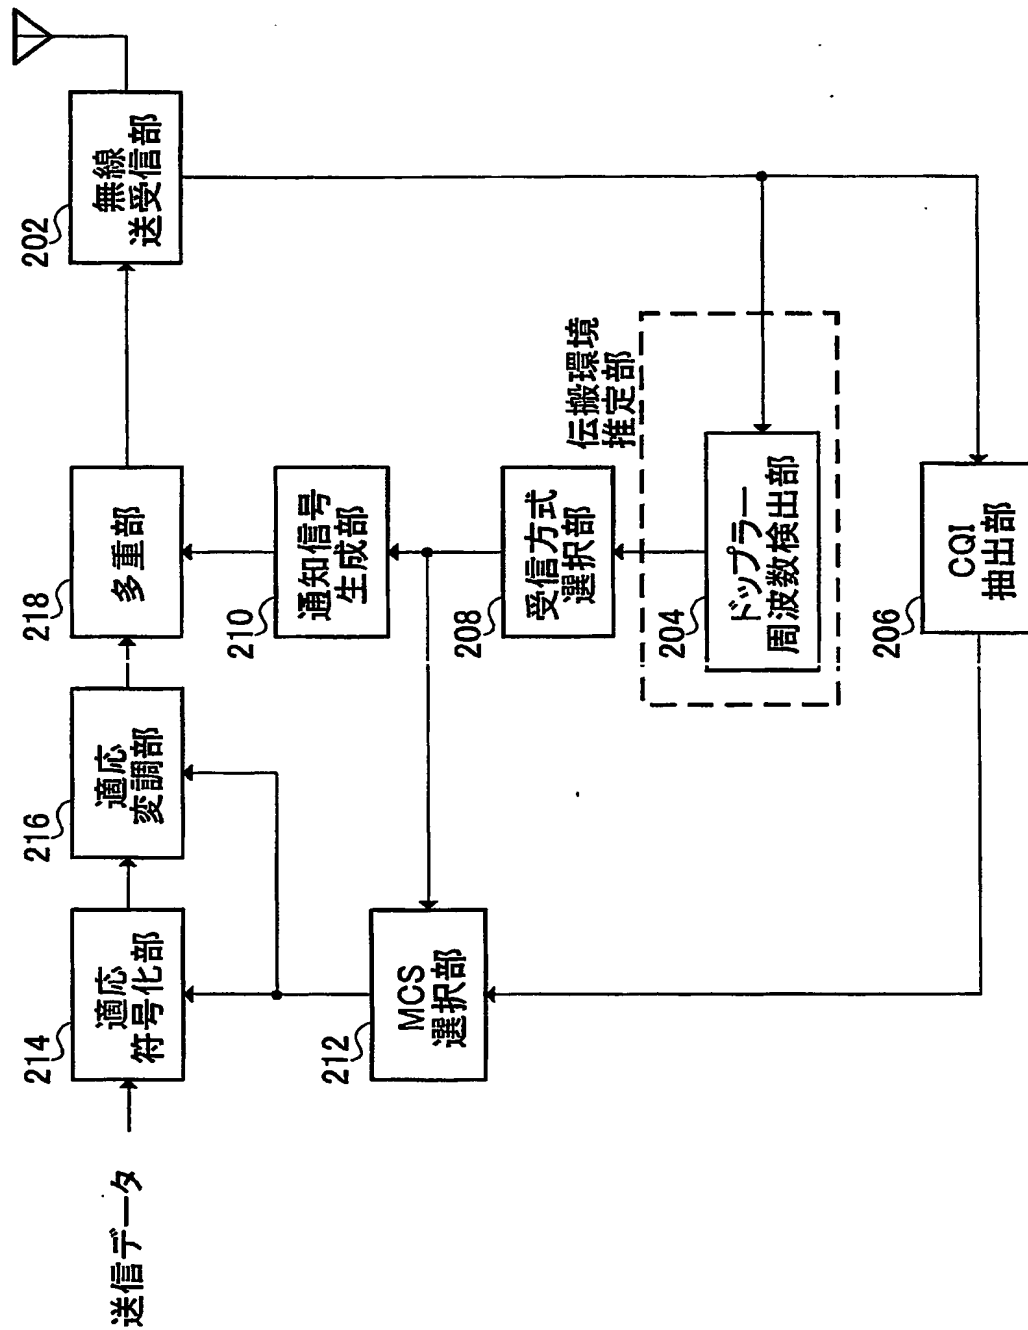 送信データ
214
適応
符号化部
216
適応
変調部
218
多重部
202
無線
送受信部
212
MCS
選択部
210
通知信号
生成部
208
受信方式
選択部
伝搬環境
推定部
204
ドップラー
周波数検出部
206
CQI
抽出部